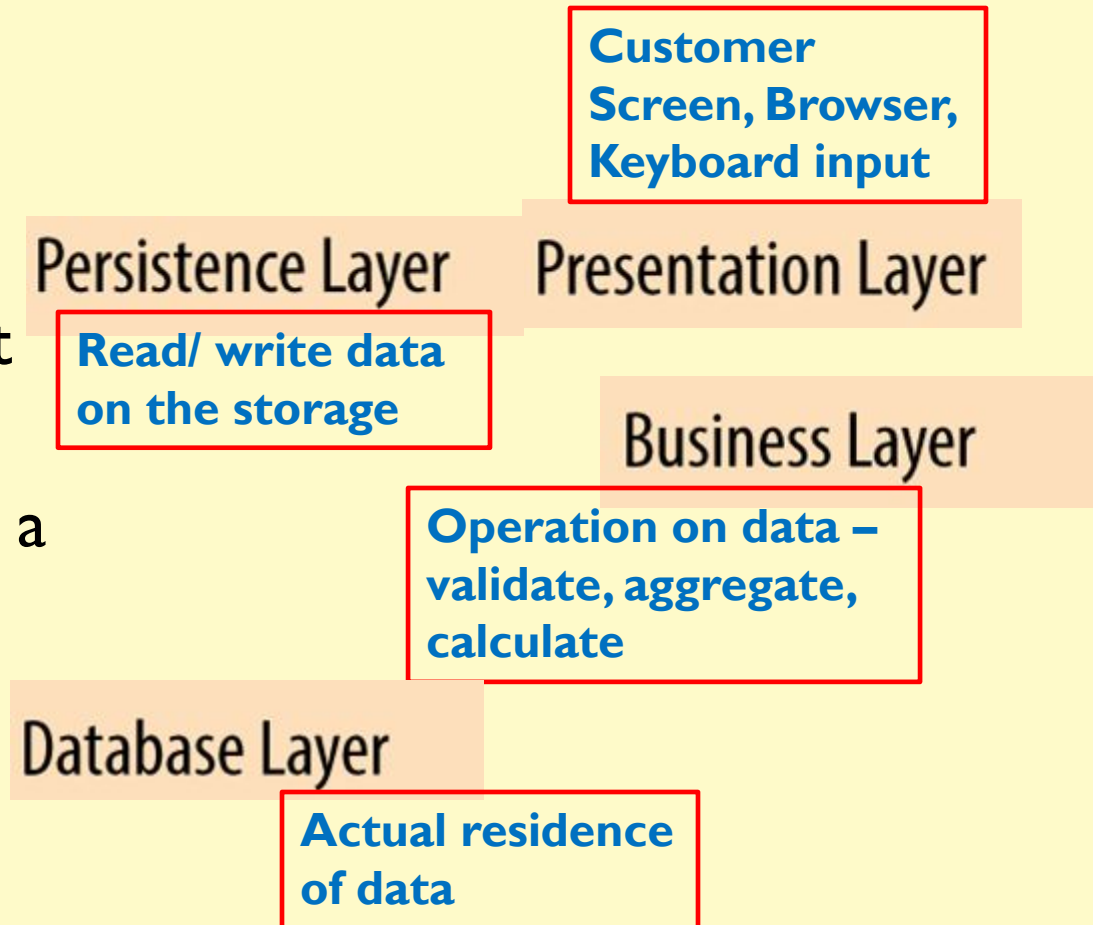 Customer
Screen, Browser,
Keyboard input
Persistence Layer
Presentation Layer
t
Read/ write data
on the storage
Business Layer
a
Operation on data –
validate, aggregate,
calculate
Database Layer
Actual residence
of data